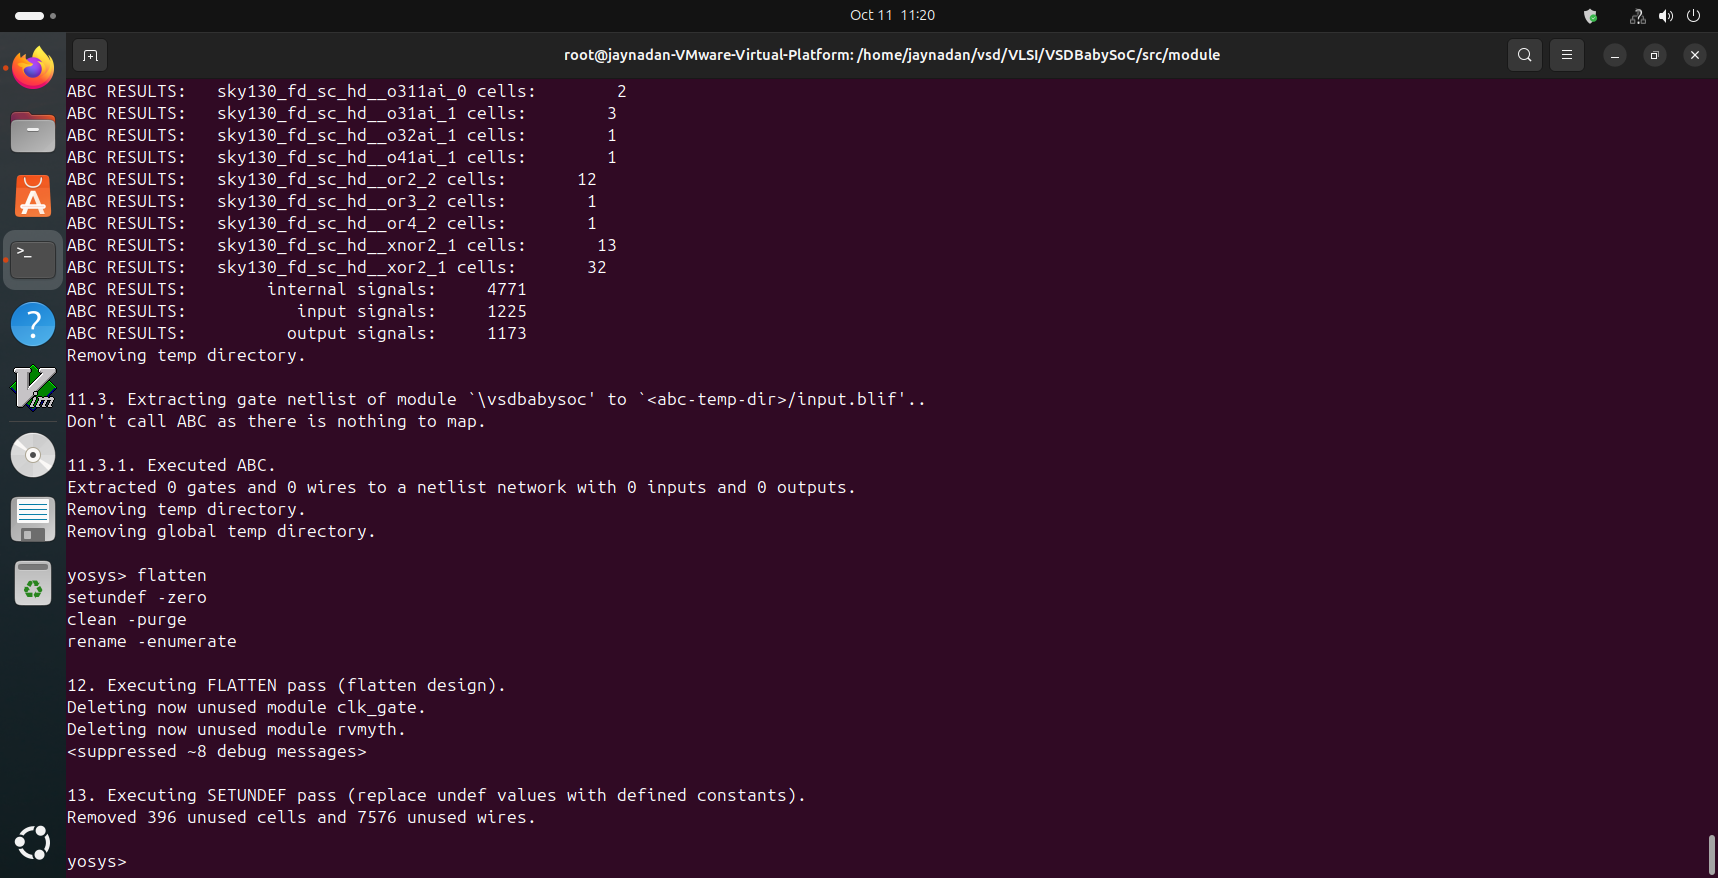 Oct 11 11:20
root@jaynadan-VMware-Virtual-Platform: /home/jaynadan/vsd/VLSI/VSDBabySoC/src/module
ABC RESULTS:   sky130_fd_sc_hd__o311ai_0 cells:        2
ABC RESULTS:   sky130_fd_sc_hd__o31ai_1 cells:        3
ABC RESULTS:   sky130_fd_sc_hd__o32ai_1 cells:        1
ABC RESULTS:   sky130_fd_sc_hd__o41ai_1 cells:        1
ABC RESULTS:   sky130_fd_sc_hd__or2_2 cells:       12
ABC RESULTS:   sky130_fd_sc_hd__or3_2 cells:        1
ABC RESULTS:   sky130_fd_sc_hd__or4_2 cells:        1
ABC RESULTS:   sky130_fd_sc_hd__xnor2_1 cells:       13
ABC RESULTS:   sky130_fd_sc_hd__xor2_1 cells:       32
ABC RESULTS:        internal signals:     4771
ABC RESULTS:           input signals:     1225
ABC RESULTS:          output signals:     1173
Removing temp directory.
11.3. Extracting gate netlist of module `\vsdbabysoc' to `<abc-temp-dir>/input.blif'..
Don't call ABC as there is nothing to map.
11.3.1. Executed ABC.
Extracted 0 gates and 0 wires to a netlist network with 0 inputs and 0 outputs.
Removing temp directory.
Removing global temp directory.
yosys> flatten
setundef -zero
clean -purge
rename -enumerate
12. Executing FLATTEN pass (flatten design).
Deleting now unused module clk_gate.
Deleting now unused module rvmyth.
<suppressed ~8 debug messages>
13. Executing SETUNDEF pass (replace undef values with defined constants).
Removed 396 unused cells and 7576 unused wires.
yosys>